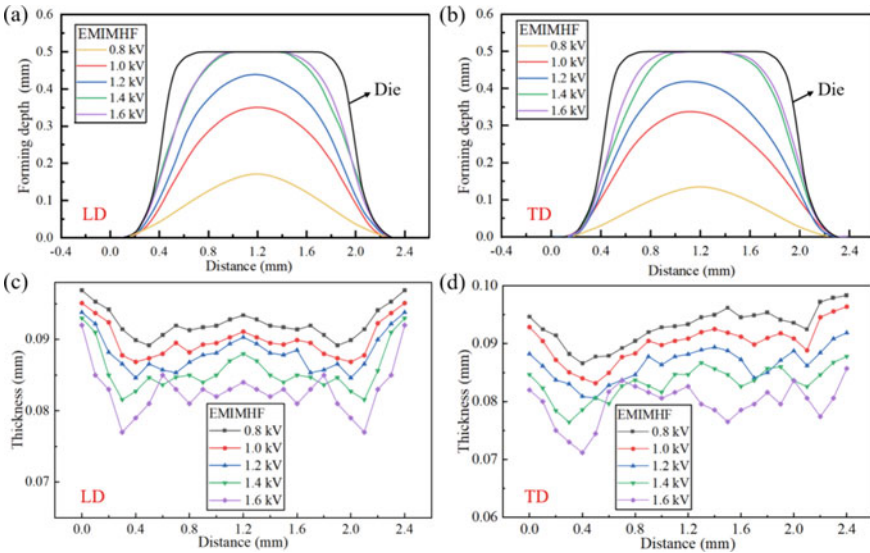 (a)
0.6
0.5
0.4
0.3
0.2
0.1
0.0
Forming depth (mm)
EMIMHF
0.8 kV
1.0 kV
1.2 kV
1.4 kV
1.6 kV
Die
LD
-0.4 0.0 0.4 0.8 1.2 1.6 2.0 2.4
Distance (mm)
(b)
0.6
0.5
0.4
0.3
0.2
0.1
0.0
Forming depth (mm)
EMIMHF
0.8 kV
1.0 kV
1.2 kV
1.4 kV
1.6 kV
Die
TD
-0.4 0.0 0.4 0.8 1.2 1.6 2.0 2.4
Distance (mm)
(c)
0.09
0.08
0.07
Thickness (mm)
EMIMHF
0.8 kV
1.0 kV
1.2 kV
1.4 kV
1.6 kV
LD
0.0 0.4 0.8 1.2 1.6 2.0 2.4
Distance (mm)
(d)
0.10
0.09
0.08
0.07
0.06
Thickness (mm)
EMIMHF
0.8 kV
1.0 kV
1.2 kV
1.4 kV
1.6 kV
TD
0.0 0.4 0.8 1.2 1.6 2.0 2.4
Distance (mm)